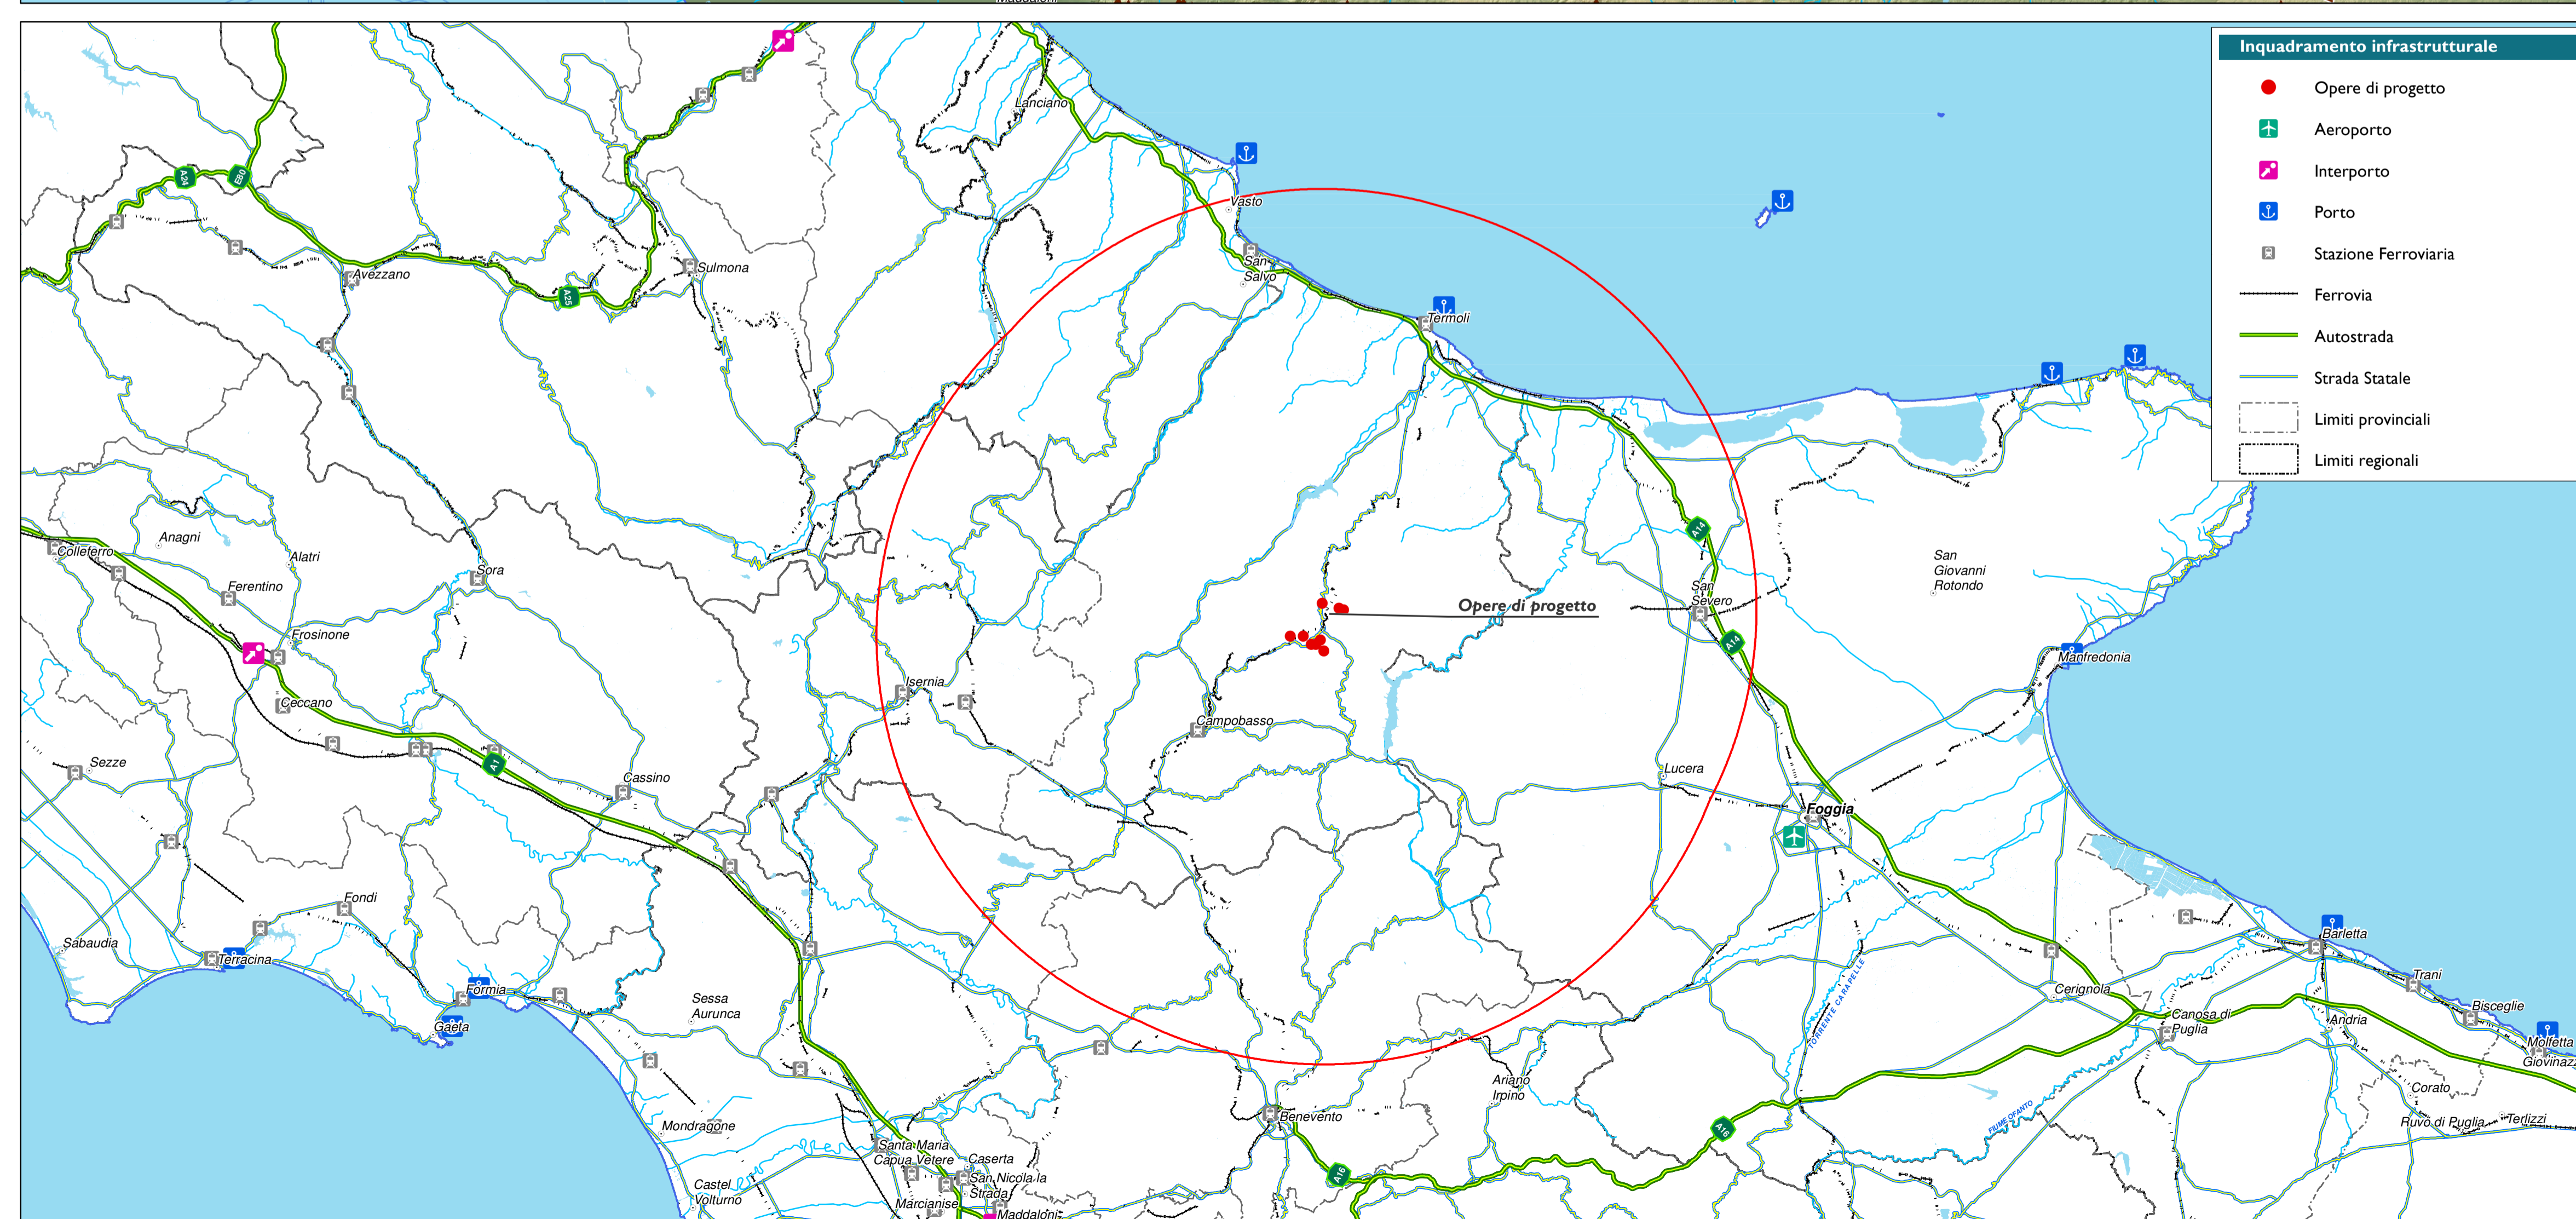 Maddaloni
Inquadramento infrastrutturale
Opere di progetto
Aeroporto
Interporto
Porto
Stazione Ferroviaria
Ferrovia
Autostrada
Strada Statale
Limiti provinciali
Limiti regionali
Lanciano
A24
E80
Vasto
Avezzano
Sulmona
A25
San
Salvo
Termoli
A14
Colleferro
Anagni
Alatri
Ferentino
Sora
Frosinone
San
Giovanni
Rotondo
San
Severo
Opere di progetto
A14
Manfredonia
Isernia
Ceccano
Campobasso
Sezze
A1
Cassino
Lucera
Foggia
Fondi
Sabaudia
Terracina
Formia
Gaeta
Sessa
Aurunca
TORRENTE CARAPELLE
Barletta
Trani
Cerignola
Bisceglie
Canosa di
Puglia
Andria
Molfetta
Giovinaz
Ariano
Irpino
Corato
Benevento
A16
FIUME OFANTO
Ruvo di Puglia
Terlizzi
Mondragone
Santa Maria
Capua Vetere
Caserta
San Nicola la
Strada
A16
Castel
Volturno
Marcianise
Maddaloni